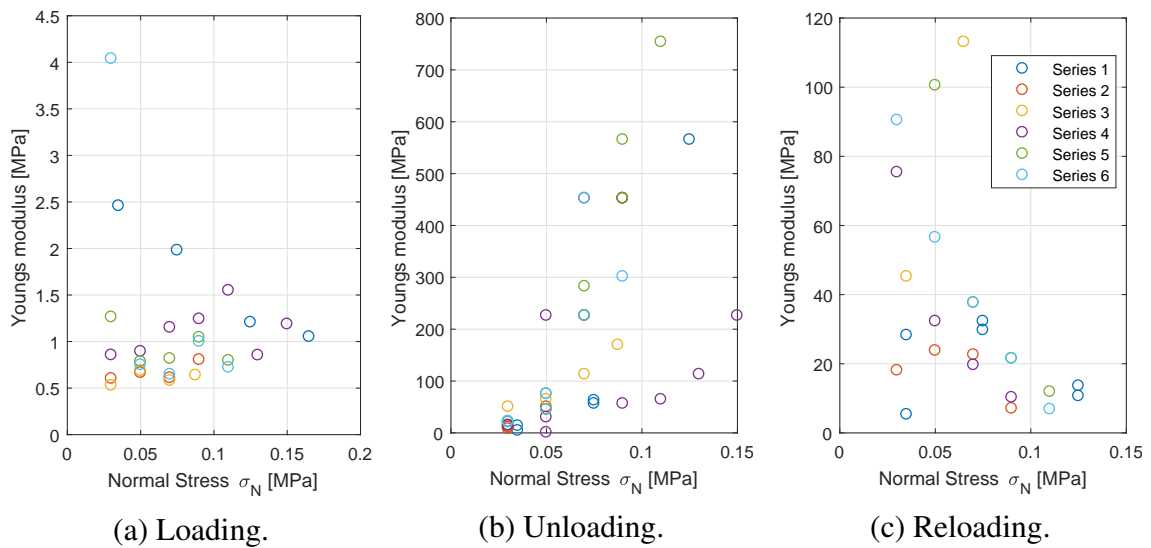 4.5
4
3.5
3
2.5
2
1.5
1
0.5
0
0 0.05 0.1 0.15 0.2
Youngs modulus [MPa]
Normal Stress σN [MPa]
(a) Loading.
800
700
600
500
400
300
200
100
0
0 0.05 0.1 0.15
Youngs modulus [MPa]
Normal Stress σN [MPa]
(b) Unloading.
120
100
80
60
40
20
0
0 0.05 0.1 0.15
Youngs modulus [MPa]
Normal Stress σN [MPa]
Series 1
Series 2
Series 3
Series 4
Series 5
Series 6
(c) Reloading.